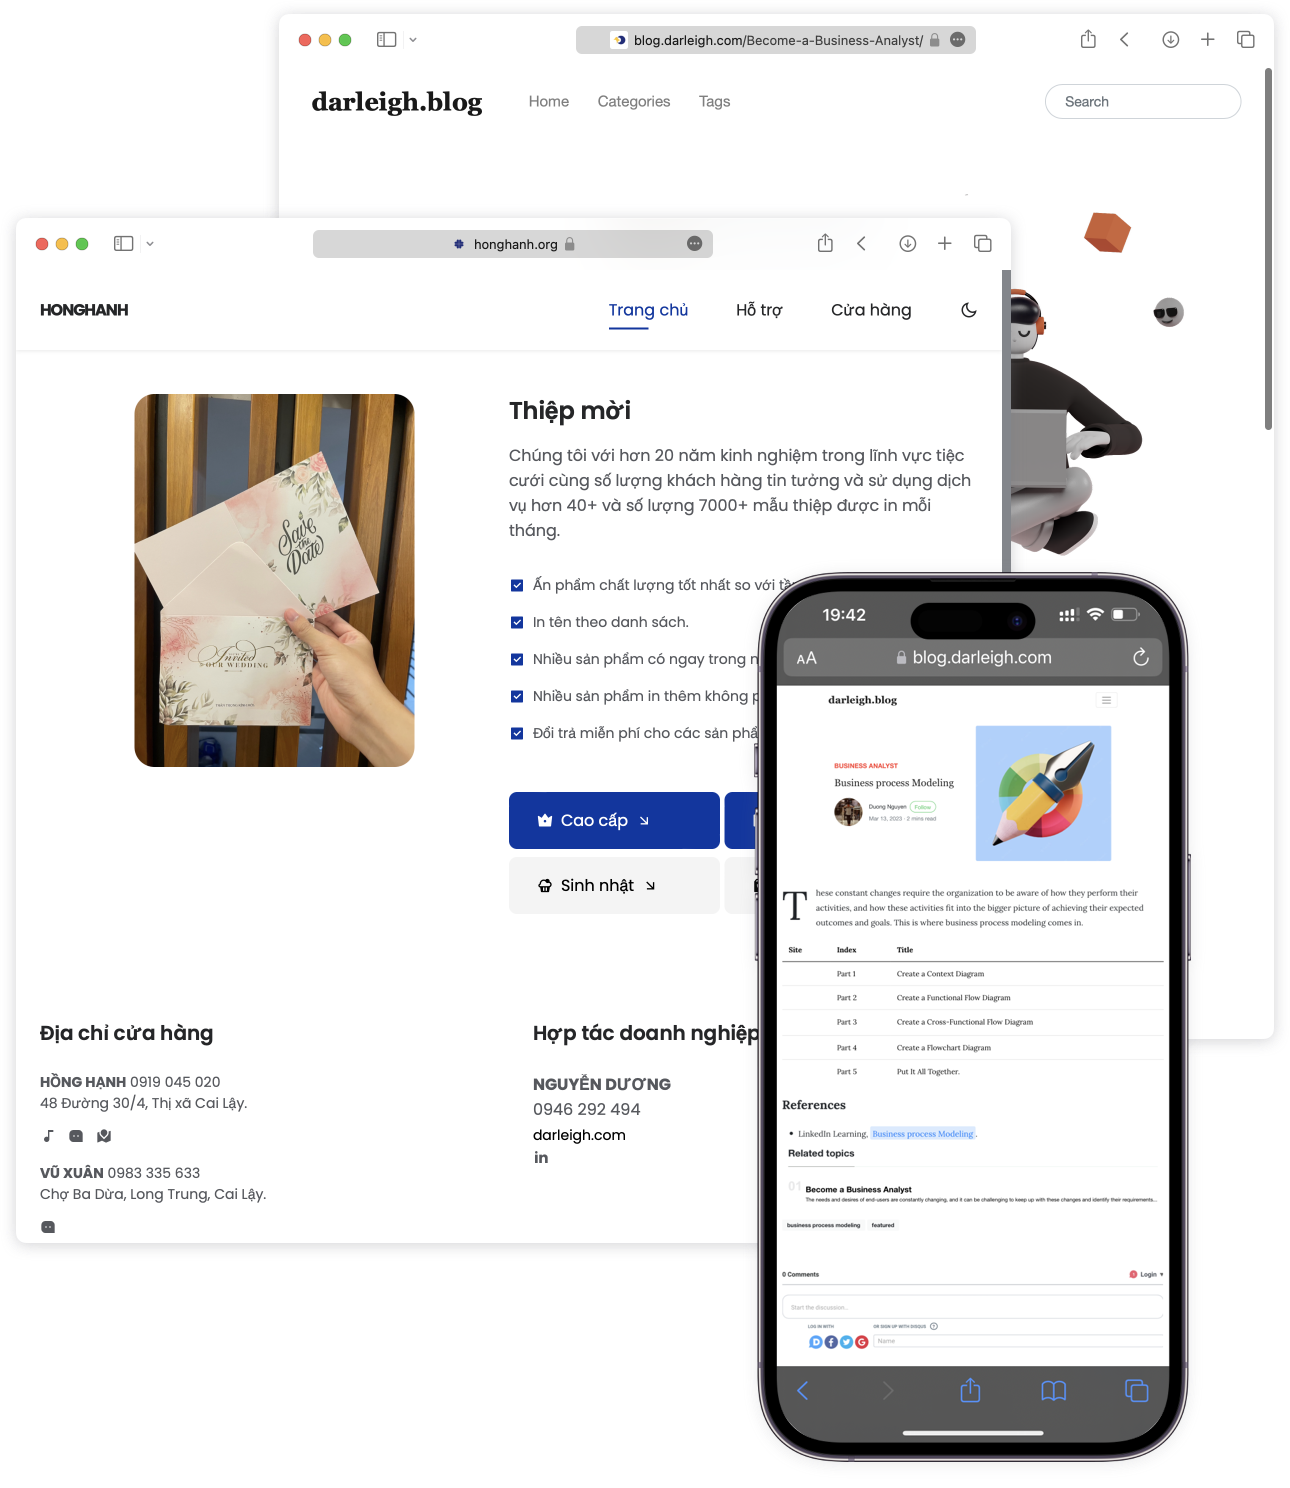 blog.darleigh.com/Become-a-Business-Analyst/
darleigh.blog
Home
Categories
Tags
Search
honghanh.org
HONGHANH
Trang chủ
Hỗ trợ
Cửa hàng
Save
the
Date
Invited
TO OUR WEDDING
Thiệp mời
Chúng tôi với hơn 20 năm kinh nghiệm trong lĩnh vực tiệc
cưới cùng số lượng khách hàng tin tưởng và sử dụng dịch
vụ hơn 40+ và số lượng 7000+ mẫu thiệp được in mỗi
tháng.
Ấn phẩm chất lượng tốt nhất so với
In tên theo danh sách.
Nhiều sản phẩm có ngay trong
Nhiều sản phẩm in thêm không
Đổi trả miễn phí cho các sản
Cao cấp
Sinh nhật
Địa chỉ cửa hàng
HỒNG HẠNH 0919 045 020
48 Đường 30/4, Thị xã Cai Lậy.
VŨ XUÂN 0983 335 633
Chợ Ba Dừa, Long Trung, Cai Lậy.
Hợp tác doanh nghiệp
NGUYỄN DƯƠNG
0946 292 494
darleigh.com
in
19:42
AA
blog.darleigh.com
darleigh.blog
BUSINESS ANALYST
Business process Modeling
Duong Nguyen Follow
Mar 13, 2023 · 2 mins read
These constant changes require the organization to be aware of how they perform their
activities, and how these activities fit into the bigger picture of achieving their expected
outcomes and goals. This is where business process modeling comes in.
Site Index Title
Part 1 Create a Context Diagram
Part 2 Create a Functional Flow Diagram
Part 3 Create a Cross-Functional Flow Diagram
Part 4 Create a Flowchart Diagram
Part 5 Put It All Together.
References
• LinkedIn Learning, Business process Modeling.
Related topics
01 Become a Business Analyst
The needs and desires of end-users are constantly changing, and it can be challenging to keep up with these changes and identify their requirements...
business process modeling featured
0 Comments
Login
Start the discussion...
LOG IN WITH
OR SIGN UP WITH DISQUS ?
D f G
Name